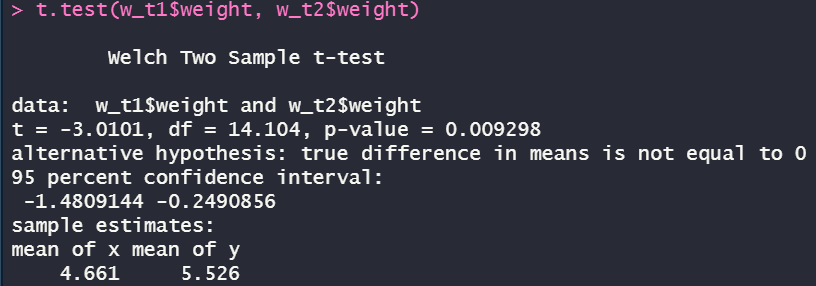 > t.test(w_t1$weight, w_t2$weight)
Welch Two Sample t-test
data:  w_t1$weight and w_t2$weight
t = -3.0101, df = 14.104, p-value = 0.009298
alternative hypothesis: true difference in means is not equal to 0
95 percent confidence interval:
-1.4809144 -0.2490856
sample estimates:
mean of x mean of y
4.661     5.526